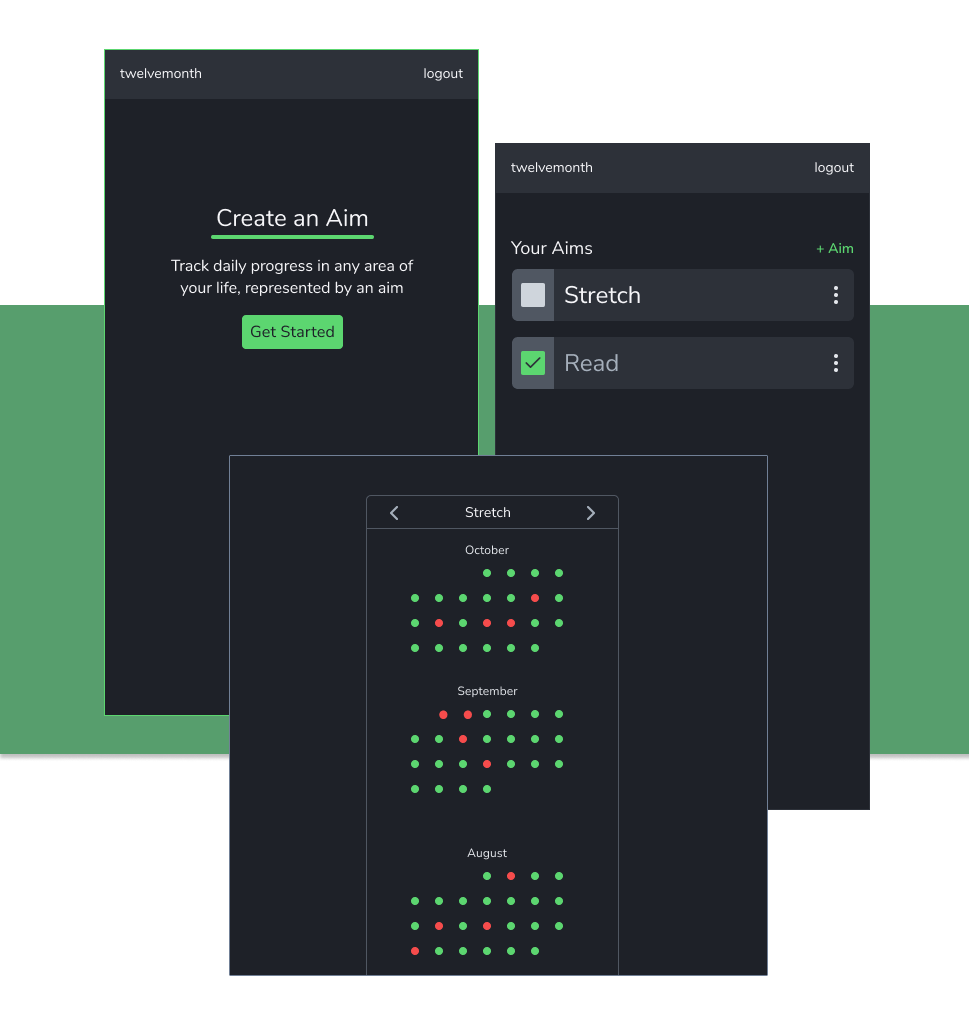 twelvemonth
logout
Create an Aim
Track daily progress in any area of
your life, represented by an aim
Get Started
twelvemonth
logout
Your Aims
+ Aim
Stretch
Read
Stretch
October
September
August